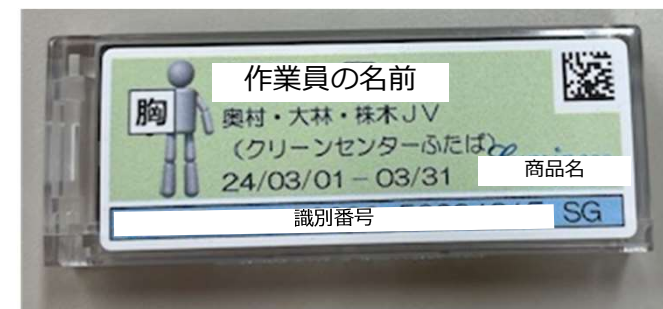 作業員の名前
胸
奥村・大林・株木JV
(クリーンセンターふたば)
商品名
24/03/01-03/31
識別番号
SG